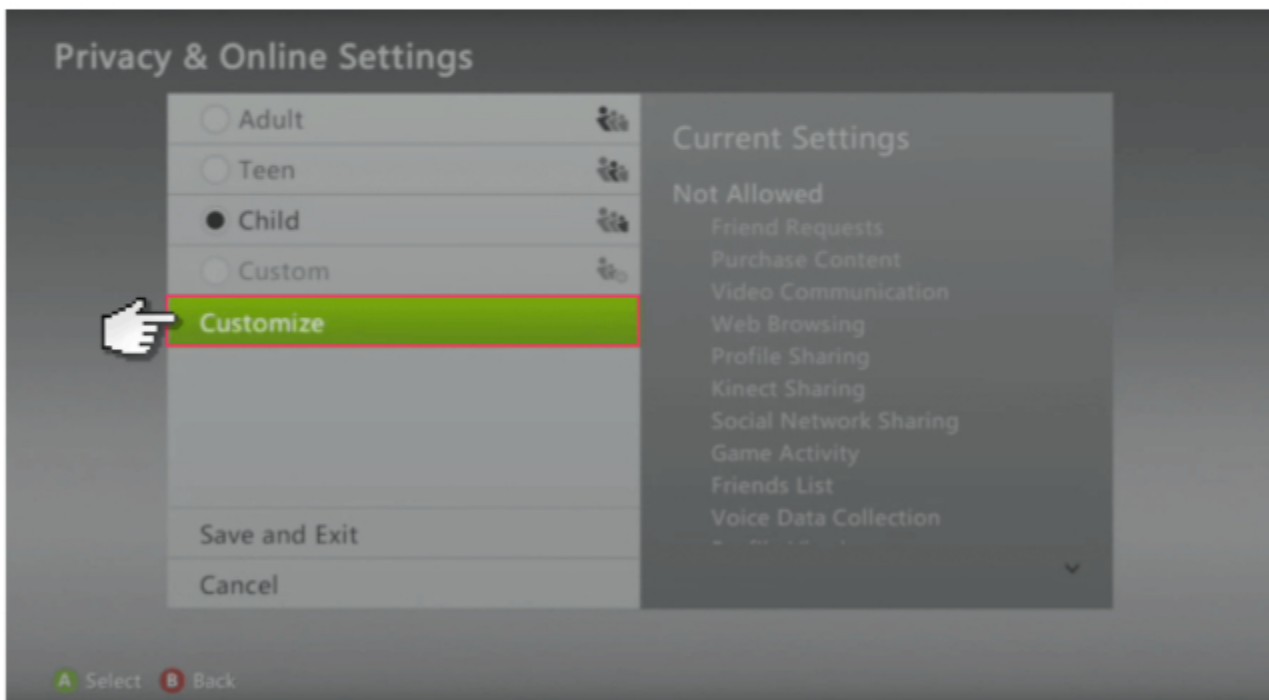 Privacy & Online Settings
Adult
Teen
Child
Custom
Customize
Save and Exit
Cancel
Current Settings
Not Allowed
Friend Requests
Purchase Content
Video Communication
Web Browsing
Profile Sharing
Kinect Sharing
Social Network Sharing
Game Activity
Friends List
Voice Data Collection
A Select B Back